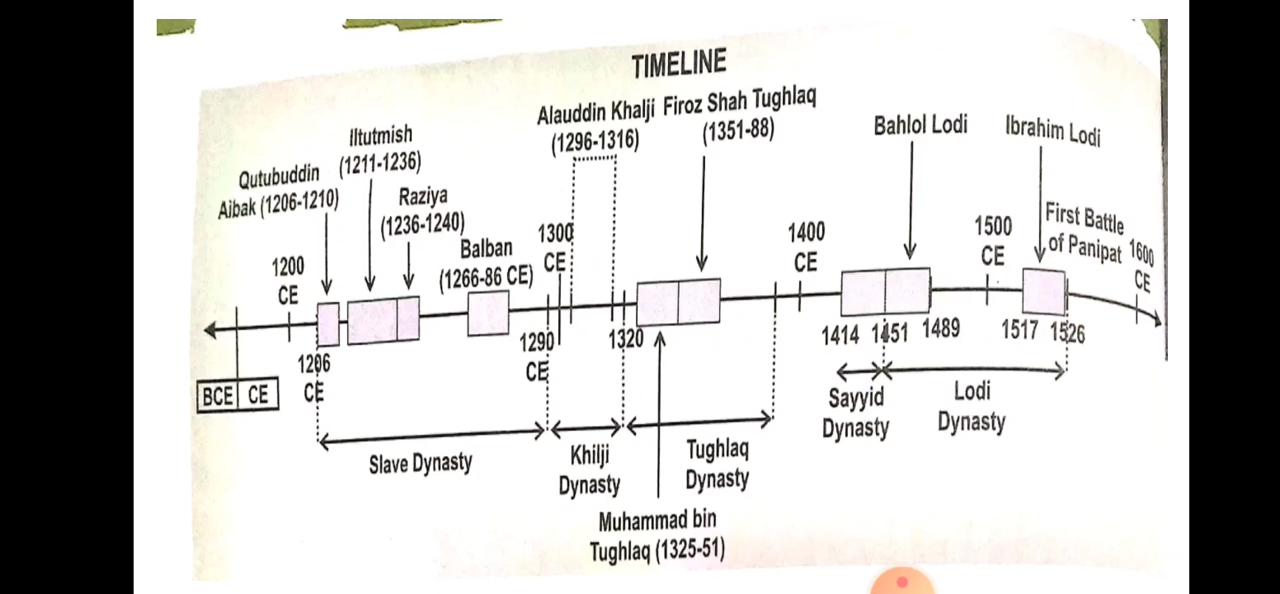 TIMELINE
Alauddin Khalji
(1296-1316)
Firoz Shah Tughlaq
(1351-88)
Bahlol Lodi
Ibrahim Lodi
Iltutmish
(1211-1236)
Qutubuddin
Aibak (1206-1210)
Raziya
(1236-1240)
Balban
(1266-86 CE)
First Battle
of Panipat
1200
CE
1300
CE
1400
CE
1500
CE
1600
CE
1206
CE
1290
CE
1320
1414
1451
1489
1517
1526
BCE
CE
Slave Dynasty
Khilji
Dynasty
Tughlaq
Dynasty
Sayyid
Dynasty
Lodi
Dynasty
Muhammad bin
Tughlaq (1325-51)